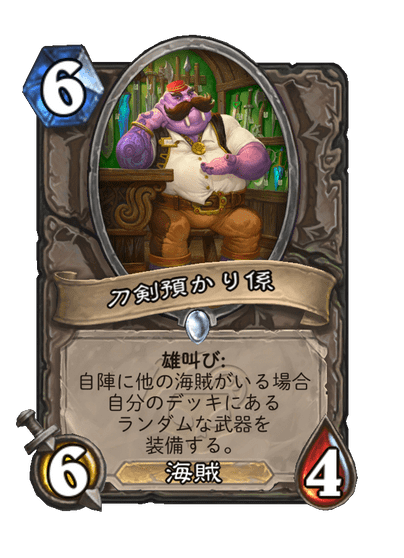 6
刀剣預かり係
雄叫び:
自陣に他の海賊がいる場合
自分のデッキにある
ランダムな武器を
装備する。
6
海賊
4